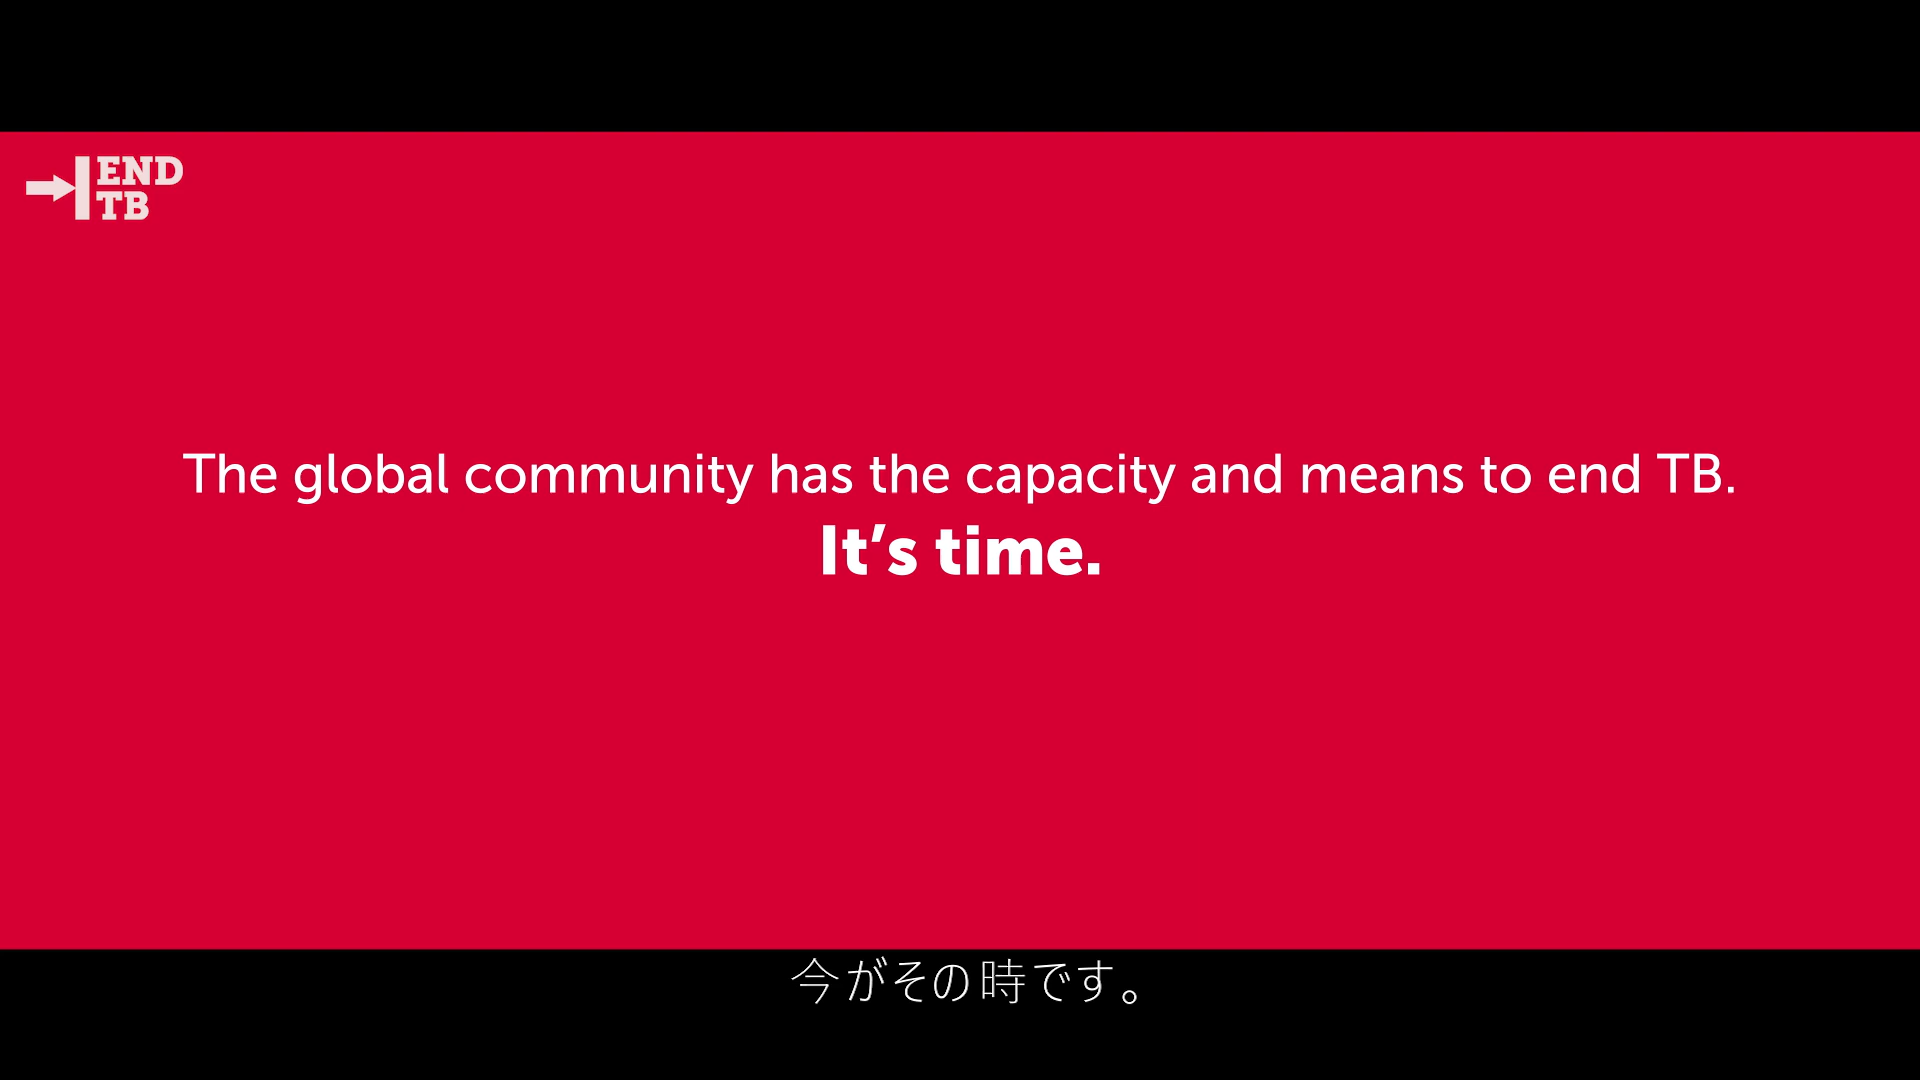 END
TB
The global community has the capacity and means to end TB.
It’s time.
今がその時です。